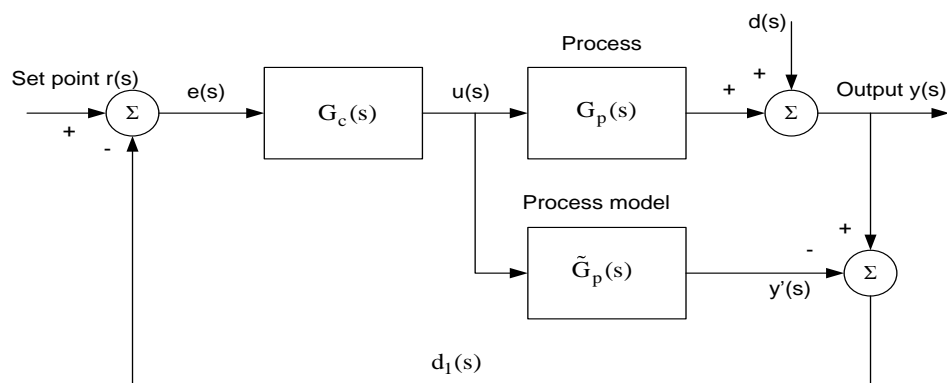 d(s)
Process
Set point r(s)
e(s)
u(s)
+
+
Output y(s)
Σ
G_c(s)
G_p(s)
Σ
+
-
Process model
+
-
G̃_p(s)
Σ
y'(s)
d_1(s)